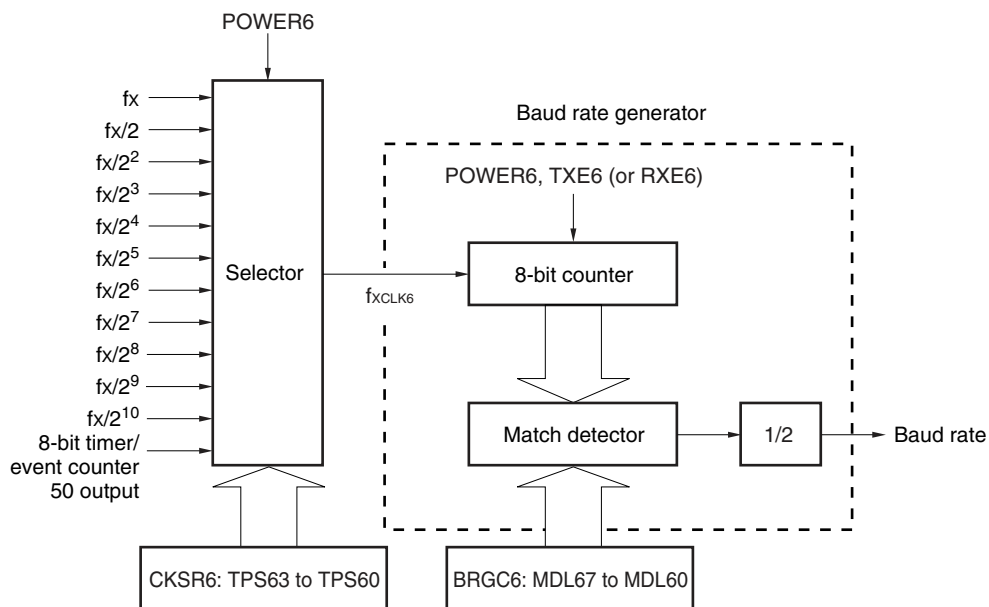 POWER6
fx
fx/2
fx/2²
fx/2³
fx/2⁴
fx/2⁵
fx/2⁶
fx/2⁷
fx/2⁸
fx/2⁹
fx/2¹⁰
8-bit timer/
event counter
50 output
Selector
fXCLK6
Baud rate generator
POWER6, TXE6 (or RXE6)
8-bit counter
Match detector
1/2
Baud rate
CKSR6: TPS63 to TPS60
BRGC6: MDL67 to MDL60